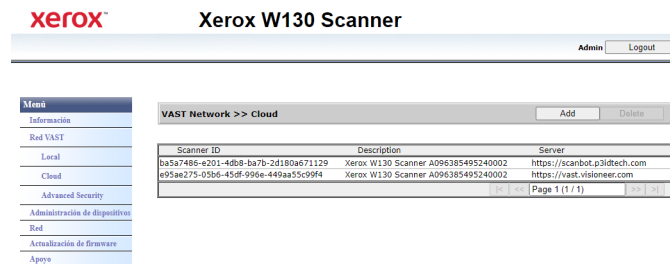 xerox™ Xerox W130 Scanner
Admin Logout
Menú
Información
Red VAST
Local
Cloud
Advanced Security
Administración de dispositivos
Red
Actualización de firmware
Apoyo
VAST Network >> Cloud Add Delete
Scanner ID Description Server
ba5a7486-e201-4db8-ba7b-2d180a671129 Xerox W130 Scanner A096385495240002 https://scanbot.p3idtech.com
e95ae275-05b6-45df-996e-449aa55c99f4 Xerox W130 Scanner A096385495240002 https://vast.visioneer.com
|< << Page 1 (1 / 1) >> >|